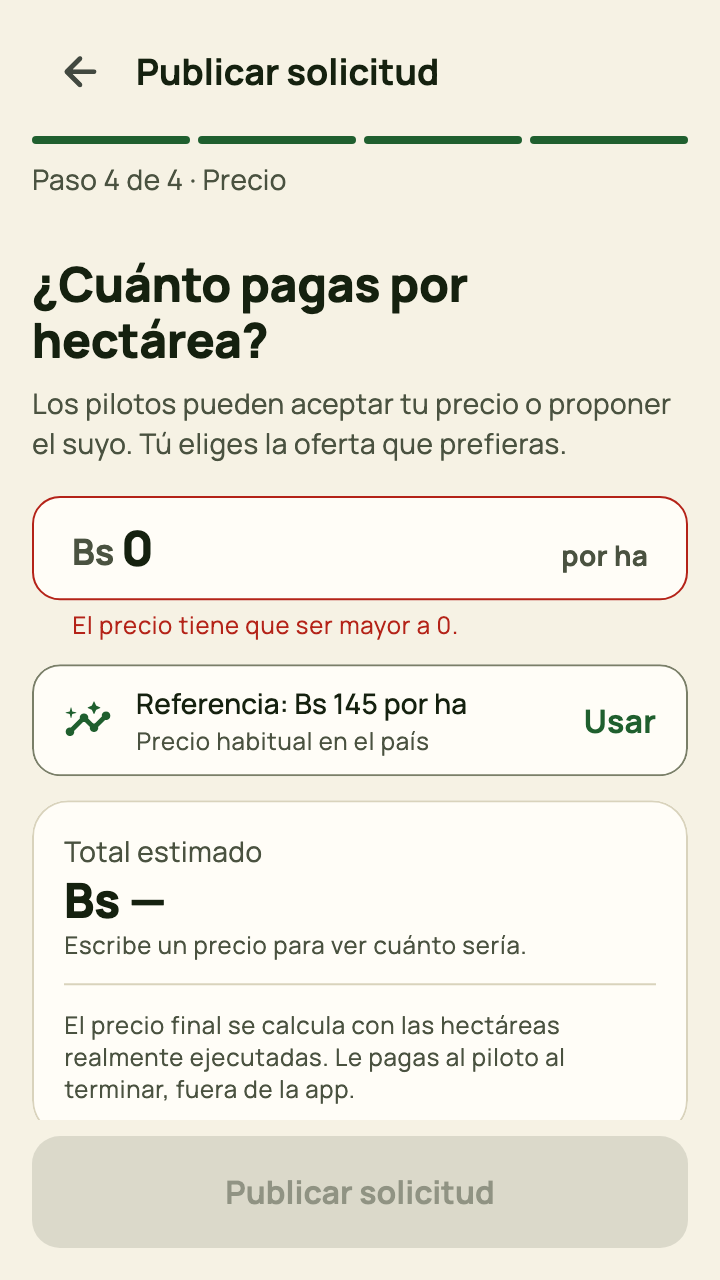 Publicar solicitud
Paso 4 de 4 · Precio
¿Cuánto pagas por
hectárea?
Los pilotos pueden aceptar tu precio o proponer
el suyo. Tú eliges la oferta que prefieras.
Bs 0 por ha
El precio tiene que ser mayor a 0.
Referencia: Bs 145 por ha
Precio habitual en el país
Usar
Total estimado
Bs —
Escribe un precio para ver cuánto sería.
El precio final se calcula con las hectáreas
realmente ejecutadas. Le pagas al piloto al
terminar, fuera de la app.
Publicar solicitud